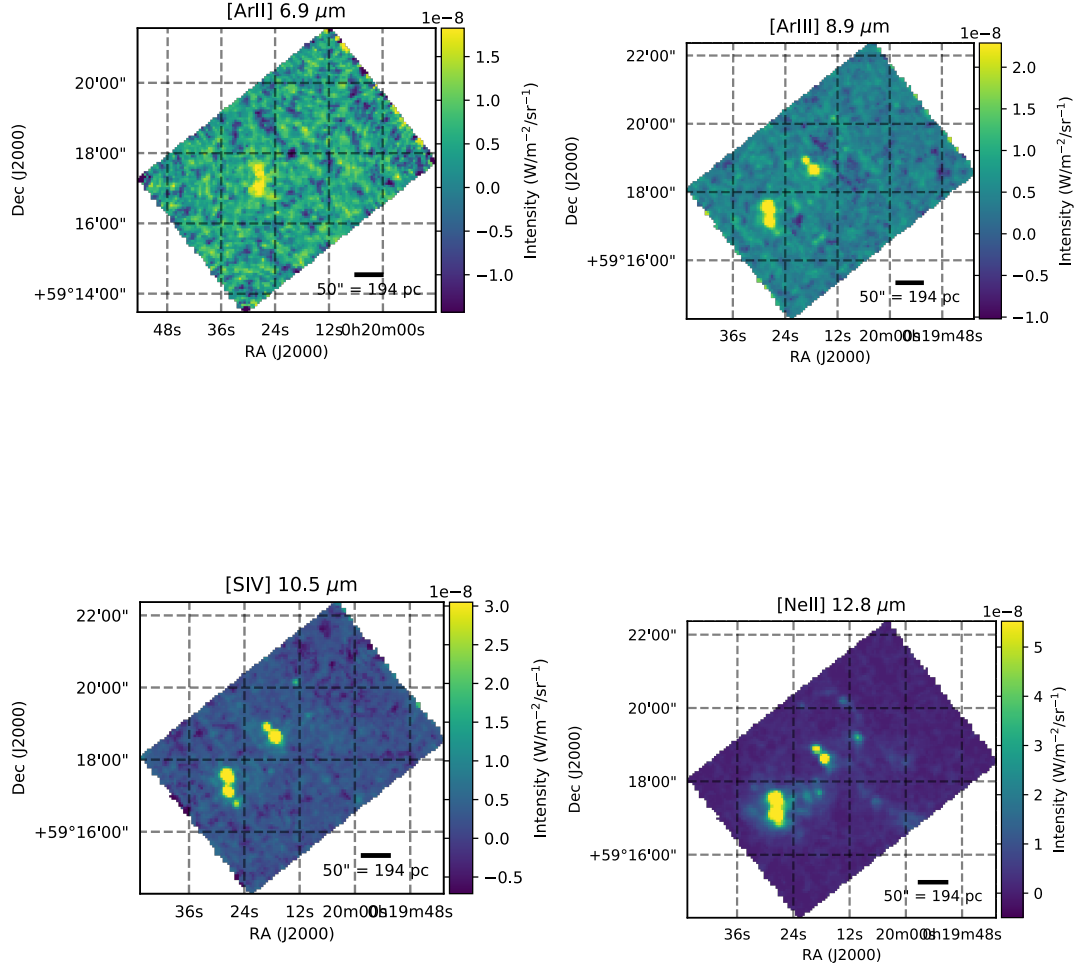 [ArII] 6.9 μm
1e−8
20'00"
18'00"
16'00"
+59°14'00"
Dec (J2000)
48s 36s 24s 12s 0h20m00s
RA (J2000)
50" = 194 pc
1.5
1.0
0.5
0.0
−0.5
−1.0
Intensity (W/m⁻²/sr⁻¹)
[ArIII] 8.9 μm
1e−8
22'00"
20'00"
18'00"
+59°16'00"
Dec (J2000)
36s 24s 12s 20m00s 0h19m48s
RA (J2000)
50" = 194 pc
2.0
1.5
1.0
0.5
0.0
−0.5
−1.0
Intensity (W/m⁻²/sr⁻¹)
[SIV] 10.5 μm
1e−8
22'00"
20'00"
18'00"
+59°16'00"
Dec (J2000)
36s 24s 12s 20m00s 0h19m48s
RA (J2000)
50" = 194 pc
3.0
2.5
2.0
1.5
1.0
0.5
0.0
−0.5
Intensity (W/m⁻²/sr⁻¹)
[NeII] 12.8 μm
1e−8
22'00"
20'00"
18'00"
+59°16'00"
Dec (J2000)
36s 24s 12s 20m00s 0h19m48s
RA (J2000)
50" = 194 pc
5
4
3
2
1
0
Intensity (W/m⁻²/sr⁻¹)